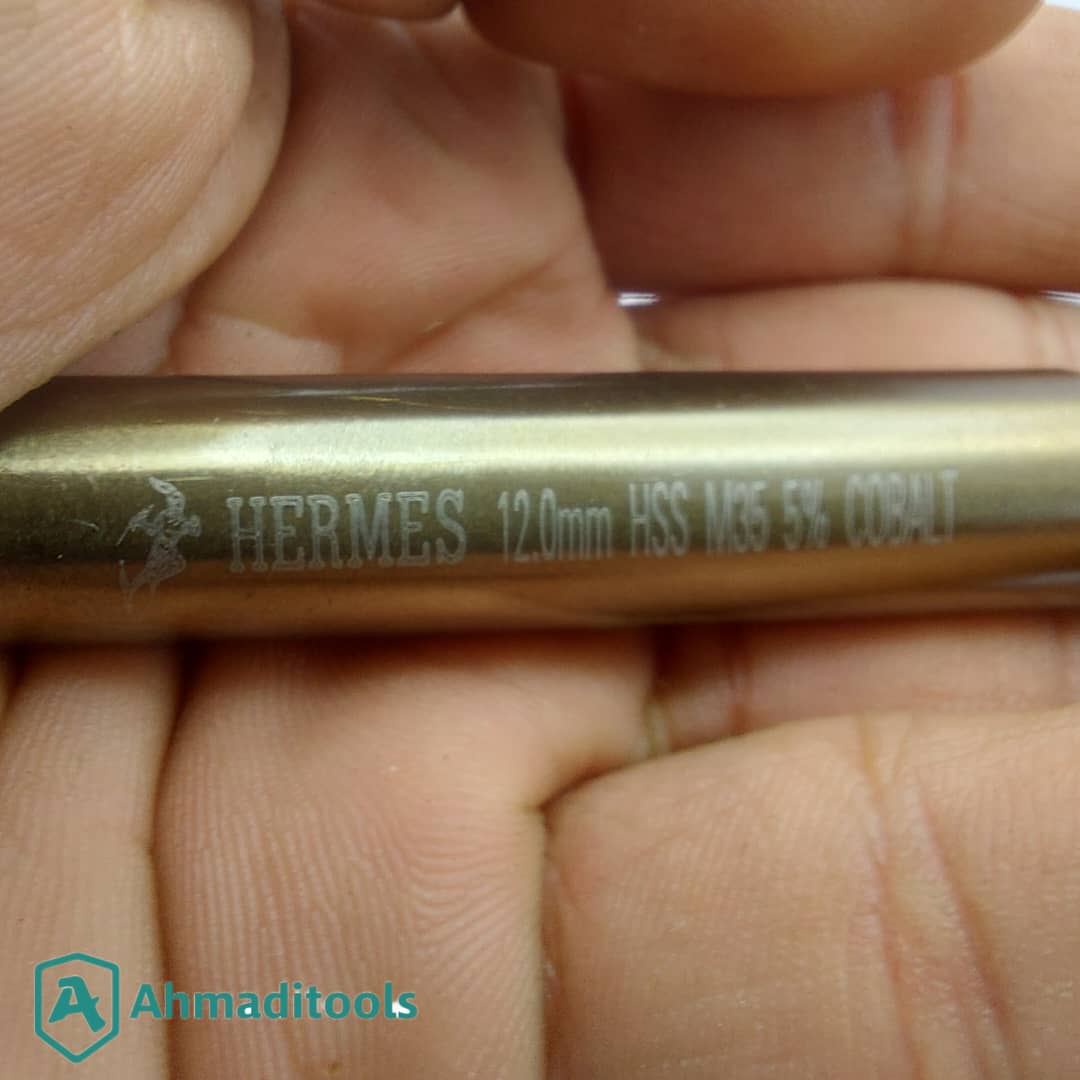 HERMES 12.0mm HSS M35 5% COBALT
Ahmaditools